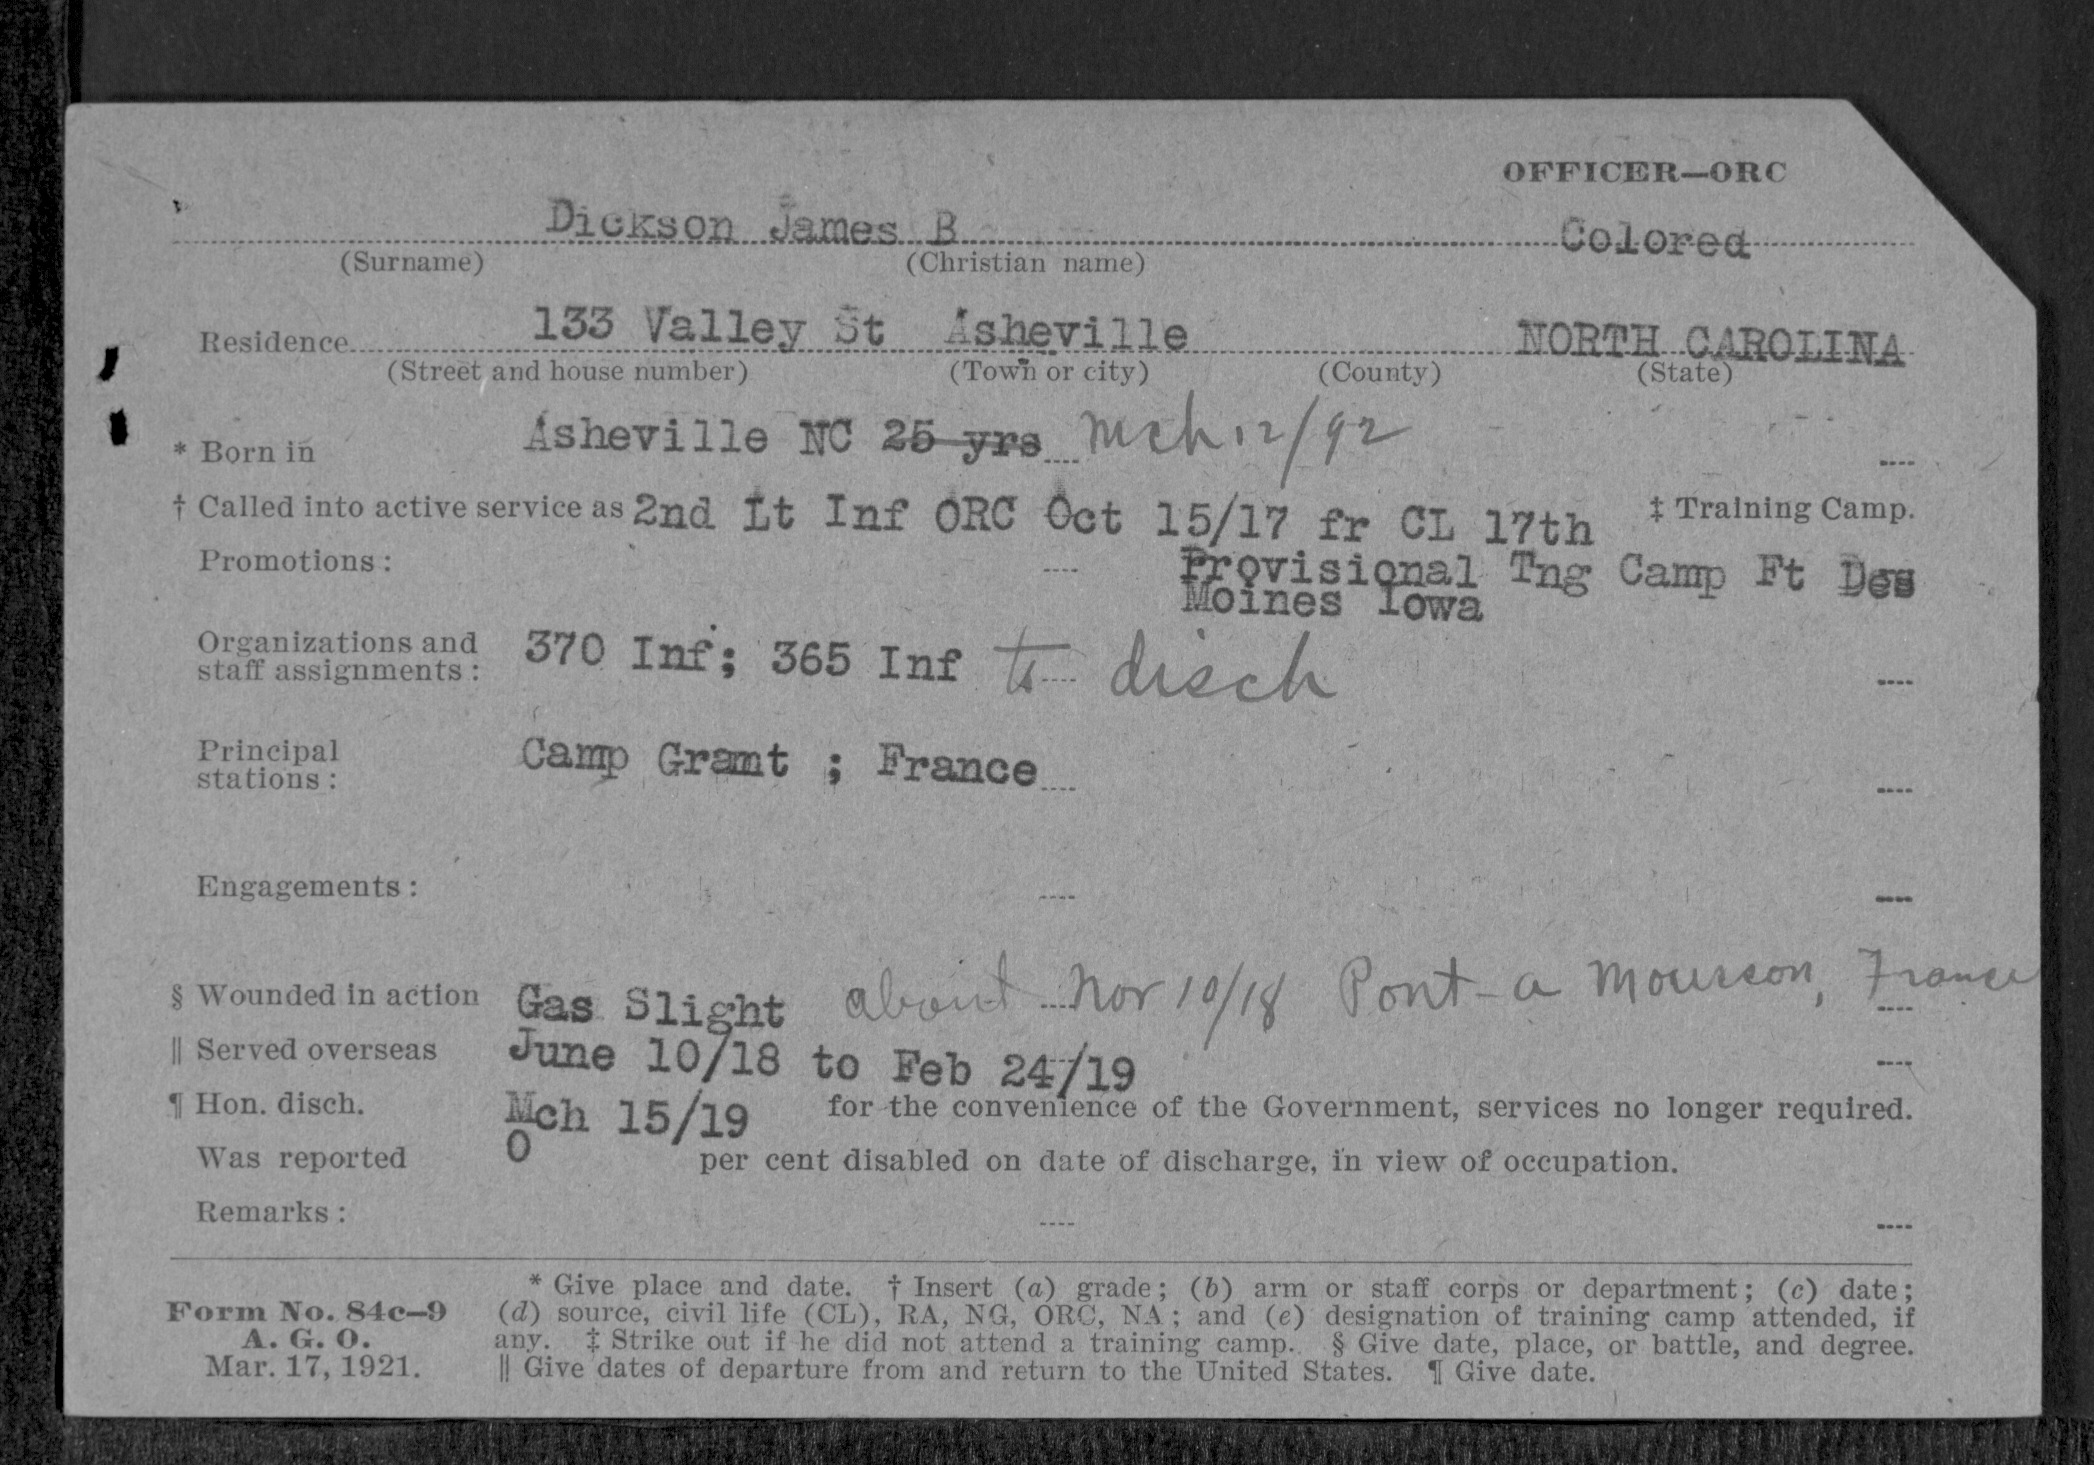 OFFICER—ORC
Dickson James B Colored
(Surname) (Christian name)
Residence 133 Valley St Asheville NORTH CAROLINA
(Street and house number) (Town or city) (County) (State)
* Born in Asheville NC 25 yrs Mch 12/92
† Called into active service as 2nd Lt Inf ORC Oct 15/17 fr CL 17th ‡ Training Camp.
Promotions: Provisional Tng Camp Ft Des
Moines Iowa
Organizations and
staff assignments: 370 Inf; 365 Inf to disch
Principal
stations: Camp Gramt ; France
Engagements:
§ Wounded in action Gas Slight about Nov 10/18 Pont-a Mousson, France
‖ Served overseas June 10/18 to Feb 24/19
¶ Hon. disch. Mch 15/19 for the convenience of the Government, services no longer required.
Was reported 0 per cent disabled on date of discharge, in view of occupation.
Remarks:
* Give place and date. † Insert (a) grade; (b) arm or staff corps or department; (c) date;
Form No. 84c–9 (d) source, civil life (CL), RA, NG, ORC, NA; and (e) designation of training camp attended, if
A. G. O. any. ‡ Strike out if he did not attend a training camp. § Give date, place, or battle, and degree.
Mar. 17, 1921. ‖ Give dates of departure from and return to the United States. ¶ Give date.